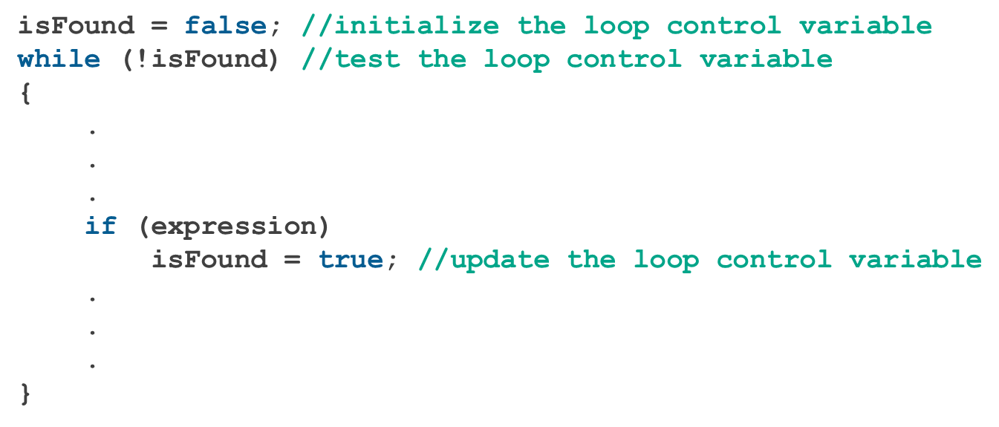 isFound = false; //initialize the loop control variable
while (!isFound) //test the loop control variable
{
    .
    .
    .
    if (expression)
        isFound = true; //update the loop control variable
    .
    .
    .
}